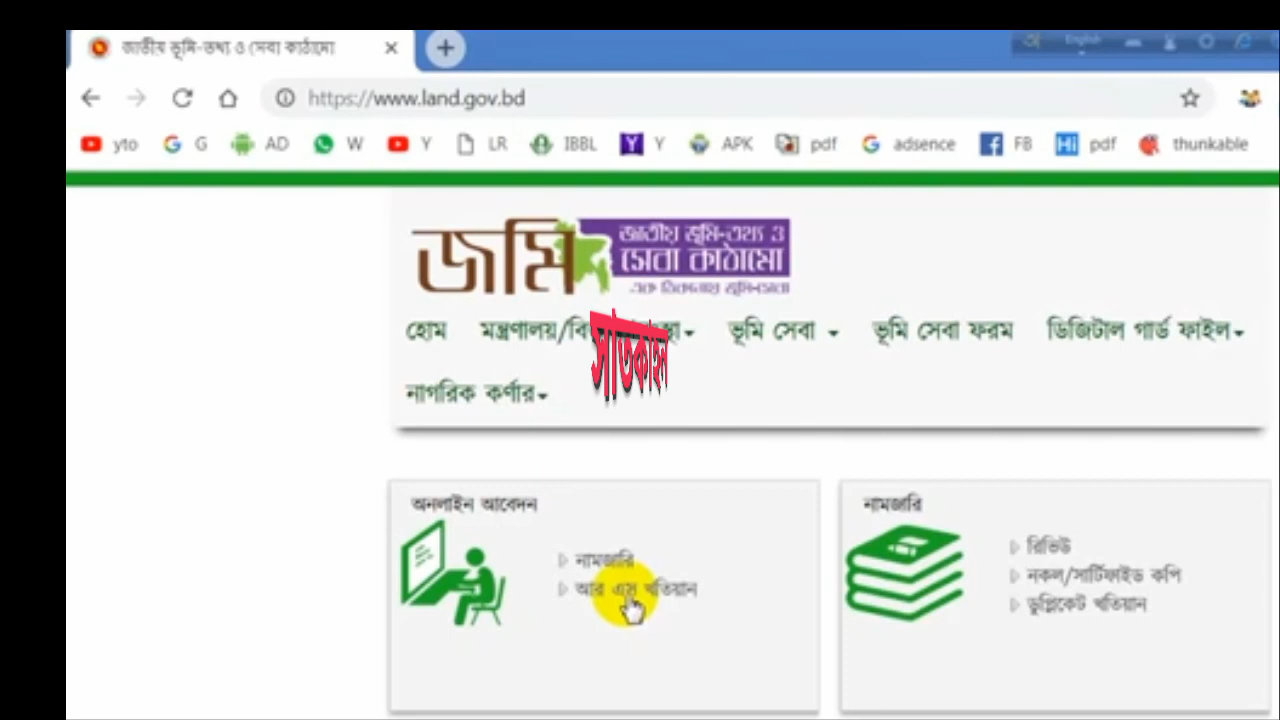 জাতীয় ভূমি-তথ্য ও সেবা কাঠামো
English
https://www.land.gov.bd
yto G AD W Y LR IBBL Y APK pdf adsence FB pdf thunkable
জমি
জাতীয় ভূমি-তথ্য ও
সেবা কাঠামো
হোম মন্ত্রণালয়/বি ভূমি সেবা ভূমি সেবা ফরম ডিজিটাল গার্ড ফাইল
সাতকাহন
নাগরিক কর্ণার
অনলাইন আবেদন
নামজারি
আর এস খতিয়ান
নামজারি
রিভিউ
নকল/সার্টিফাইড কপি
ডুপ্লিকেট খতিয়ান